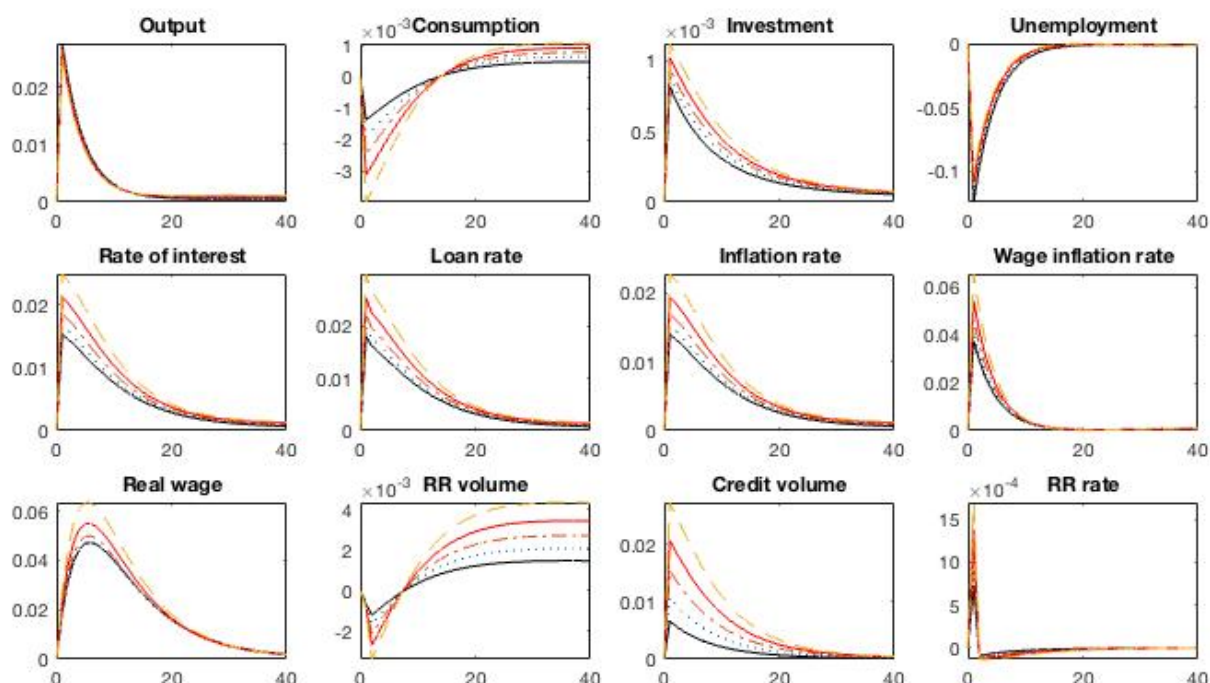 Output Consumption Investment Unemployment
×10⁻³ ×10⁻³
0.02 0.01 0
1 0 -1 -2 -3
1 0.5 0
0 -0.05 -0.1
0 20 40 0 20 40 0 20 40 0 20 40
Rate of interest Loan rate Inflation rate Wage inflation rate
0.02 0.01 0
0.02 0.01 0
0.02 0.01 0
0.06 0.04 0.02 0
0 20 40 0 20 40 0 20 40 0 20 40
Real wage RR volume Credit volume RR rate
×10⁻³ ×10⁻⁴
0.06 0.04 0.02 0
4 2 0 -2
0.02 0.01 0
15 10 5 0
0 20 40 0 20 40 0 20 40 0 20 40